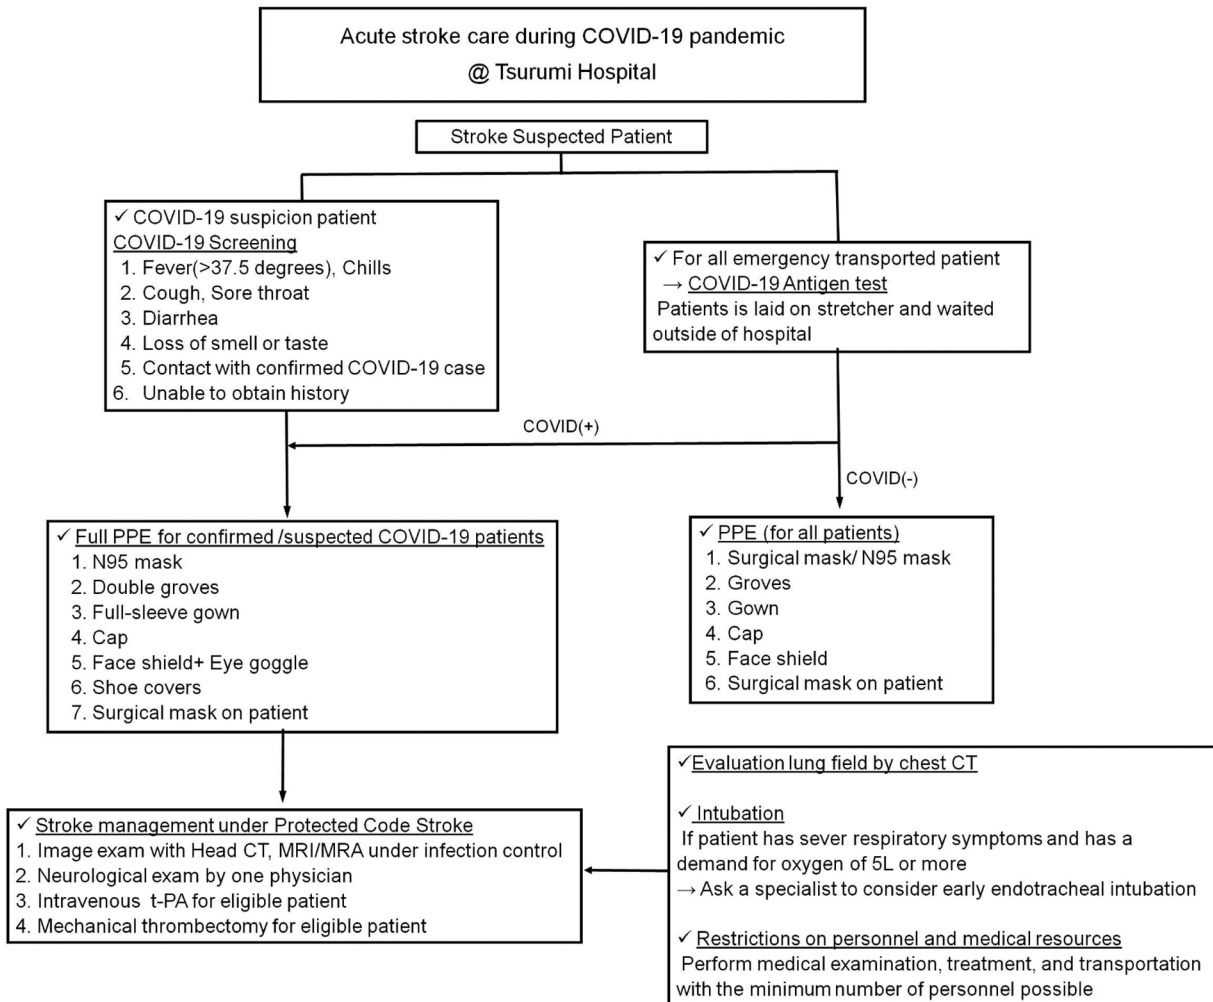 Acute stroke care during COVID-19 pandemic
@ Tsurumi Hospital
Stroke Suspected Patient
✓ COVID-19 suspicion patient
COVID-19 Screening
1. Fever(>37.5 degrees), Chills
2. Cough, Sore throat
3. Diarrhea
4. Loss of smell or taste
5. Contact with confirmed COVID-19 case
6. Unable to obtain history
✓ For all emergency transported patient
→ COVID-19 Antigen test
Patients is laid on stretcher and waited
outside of hospital
COVID(+)
COVID(-)
✓ Full PPE for confirmed /suspected COVID-19 patients
1. N95 mask
2. Double groves
3. Full-sleeve gown
4. Cap
5. Face shield+ Eye goggle
6. Shoe covers
7. Surgical mask on patient
✓ PPE (for all patients)
1. Surgical mask/ N95 mask
2. Groves
3. Gown
4. Cap
5. Face shield
6. Surgical mask on patient
✓ Stroke management under Protected Code Stroke
1. Image exam with Head CT, MRI/MRA under infection control
2. Neurological exam by one physician
3. Intravenous t-PA for eligible patient
4. Mechanical thrombectomy for eligible patient
✓Evaluation lung field by chest CT
✓ Intubation
If patient has sever respiratory symptoms and has a
demand for oxygen of 5L or more
→ Ask a specialist to consider early endotracheal intubation
✓ Restrictions on personnel and medical resources
Perform medical examination, treatment, and transportation
with the minimum number of personnel possible